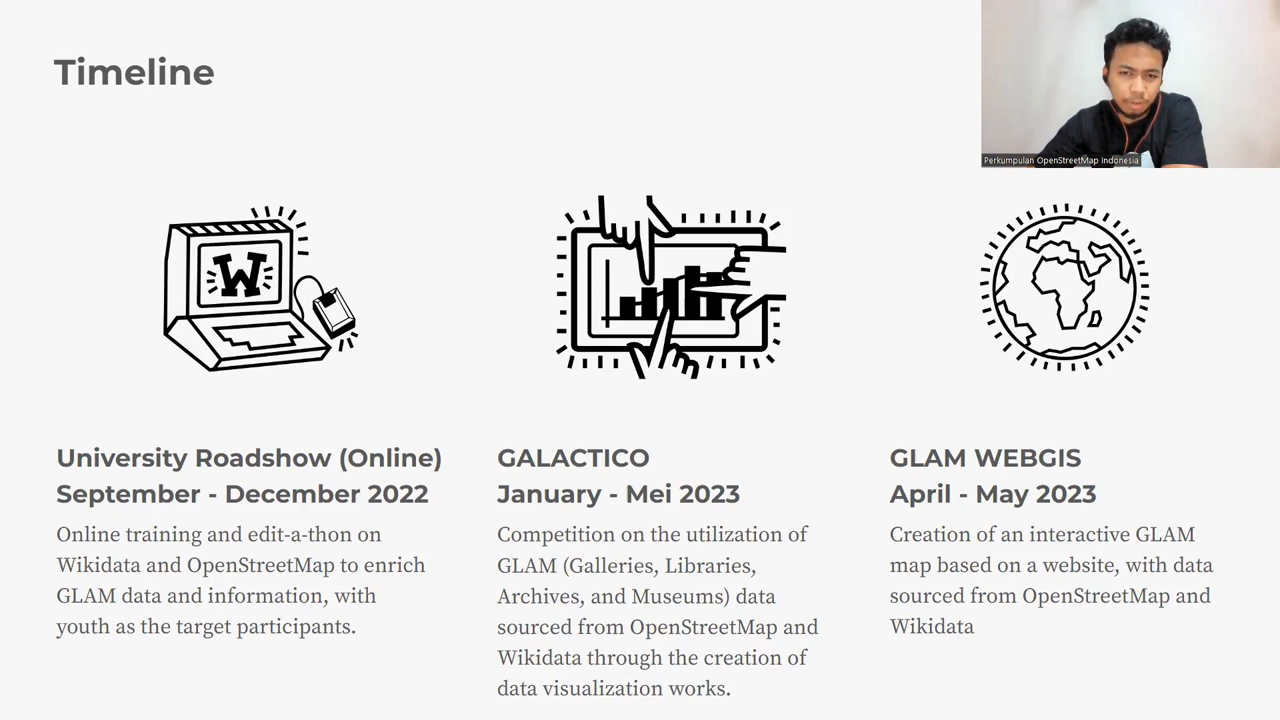 Timeline
Perkumpulan OpenStreetMap Indonesia
W
University Roadshow (Online)
September - December 2022
Online training and edit-a-thon on
Wikidata and OpenStreetMap to enrich
GLAM data and information, with
youth as the target participants.
GALACTICO
January - Mei 2023
Competition on the utilization of
GLAM (Galleries, Libraries,
Archives, and Museums) data
sourced from OpenStreetMap and
Wikidata through the creation of
data visualization works.
GLAM WEBGIS
April - May 2023
Creation of an interactive GLAM
map based on a website, with data
sourced from OpenStreetMap and
Wikidata